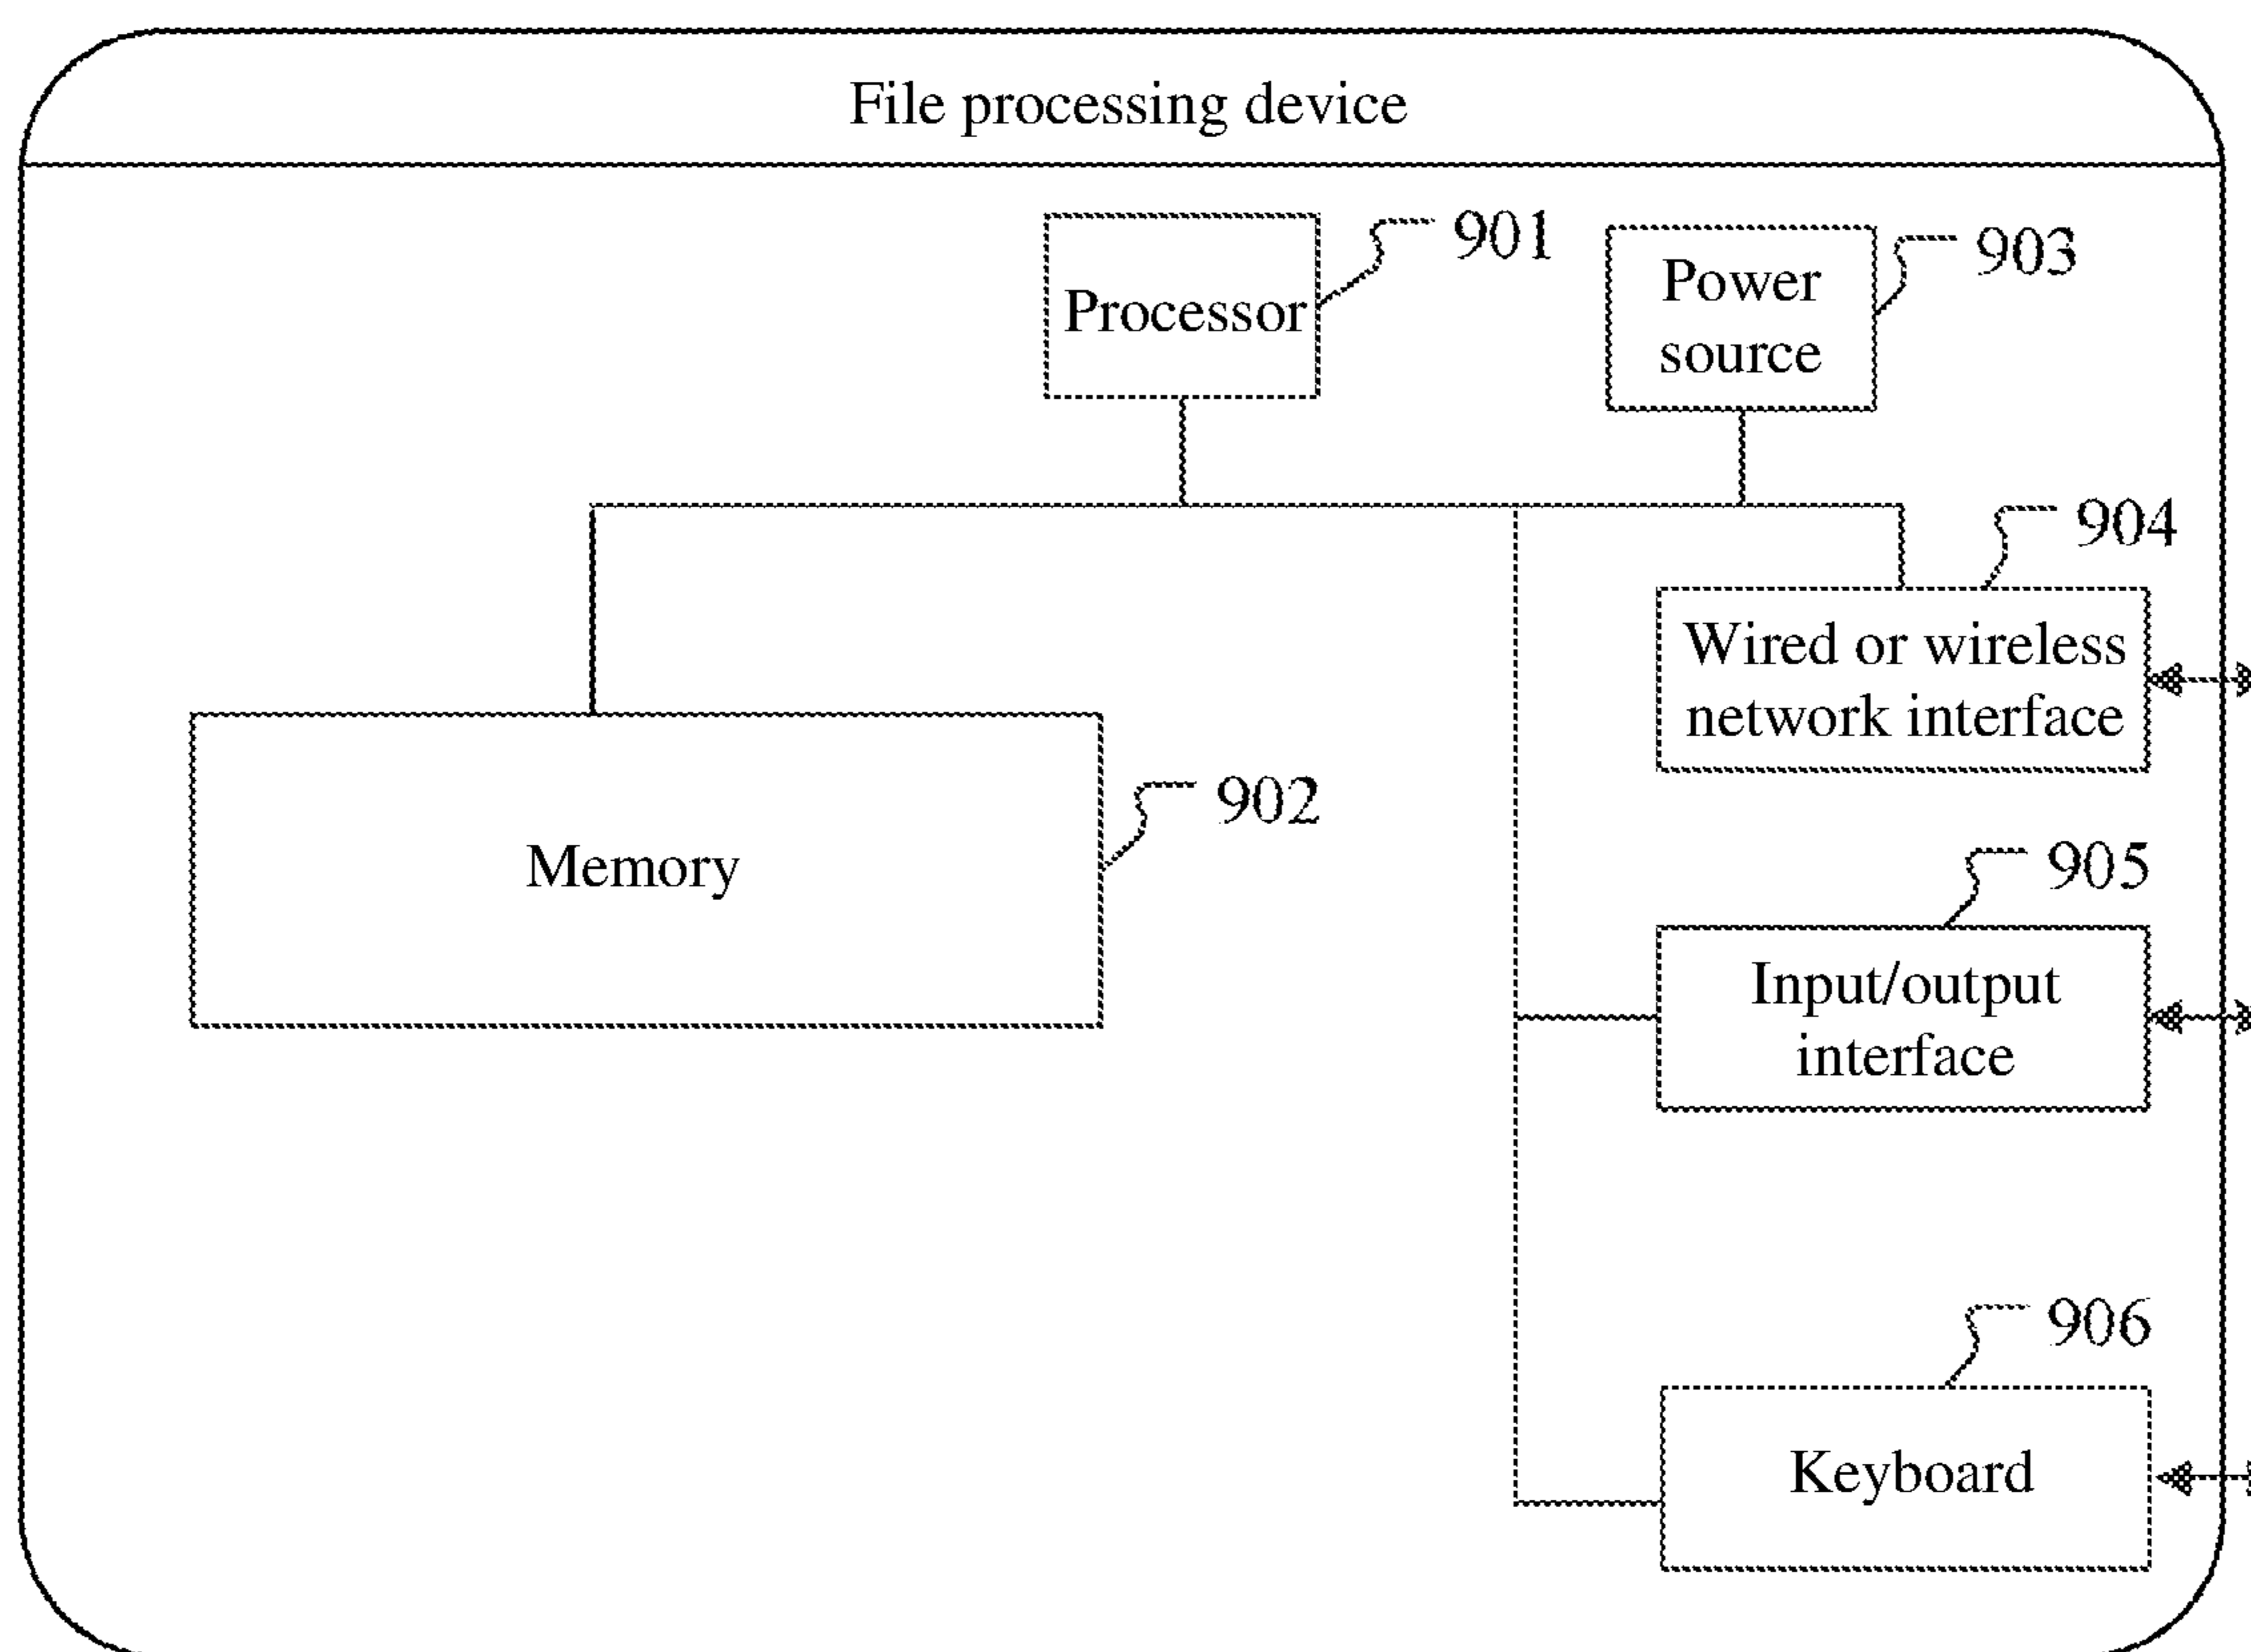 File processing device
Processor
901
Power
source
903
904
Wired or wireless
network interface
Memory
902
905
Input/output
interface
906
Keyboard